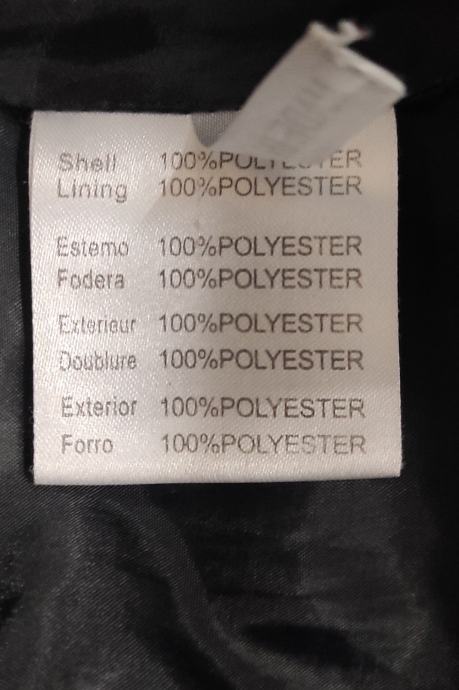 Shell 100%POLYESTER
Lining 100%POLYESTER
Estemo 100%POLYESTER
Fodera 100%POLYESTER
Exterieur 100%POLYESTER
Doublure 100%POLYESTER
Exterior 100%POLYESTER
Forro 100%POLYESTER